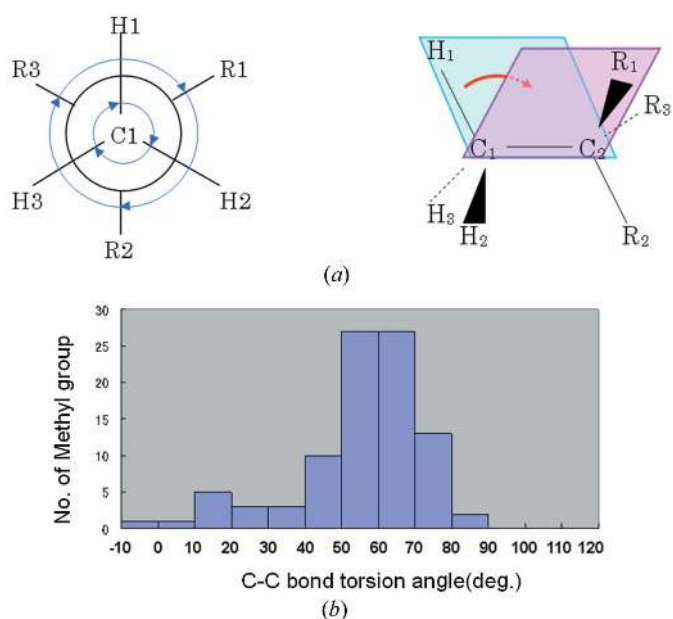 H1
R3
R1
C1
H3
H2
R2
H₁
R₁
R₃
C₁
C₂
H₃
H₂
R₂
(a)
No. of Methyl group
30
25
20
15
10
5
0
-10 0 10 20 30 40 50 60 70 80 90 100 110 120
C-C bond torsion angle(deg.)
(b)